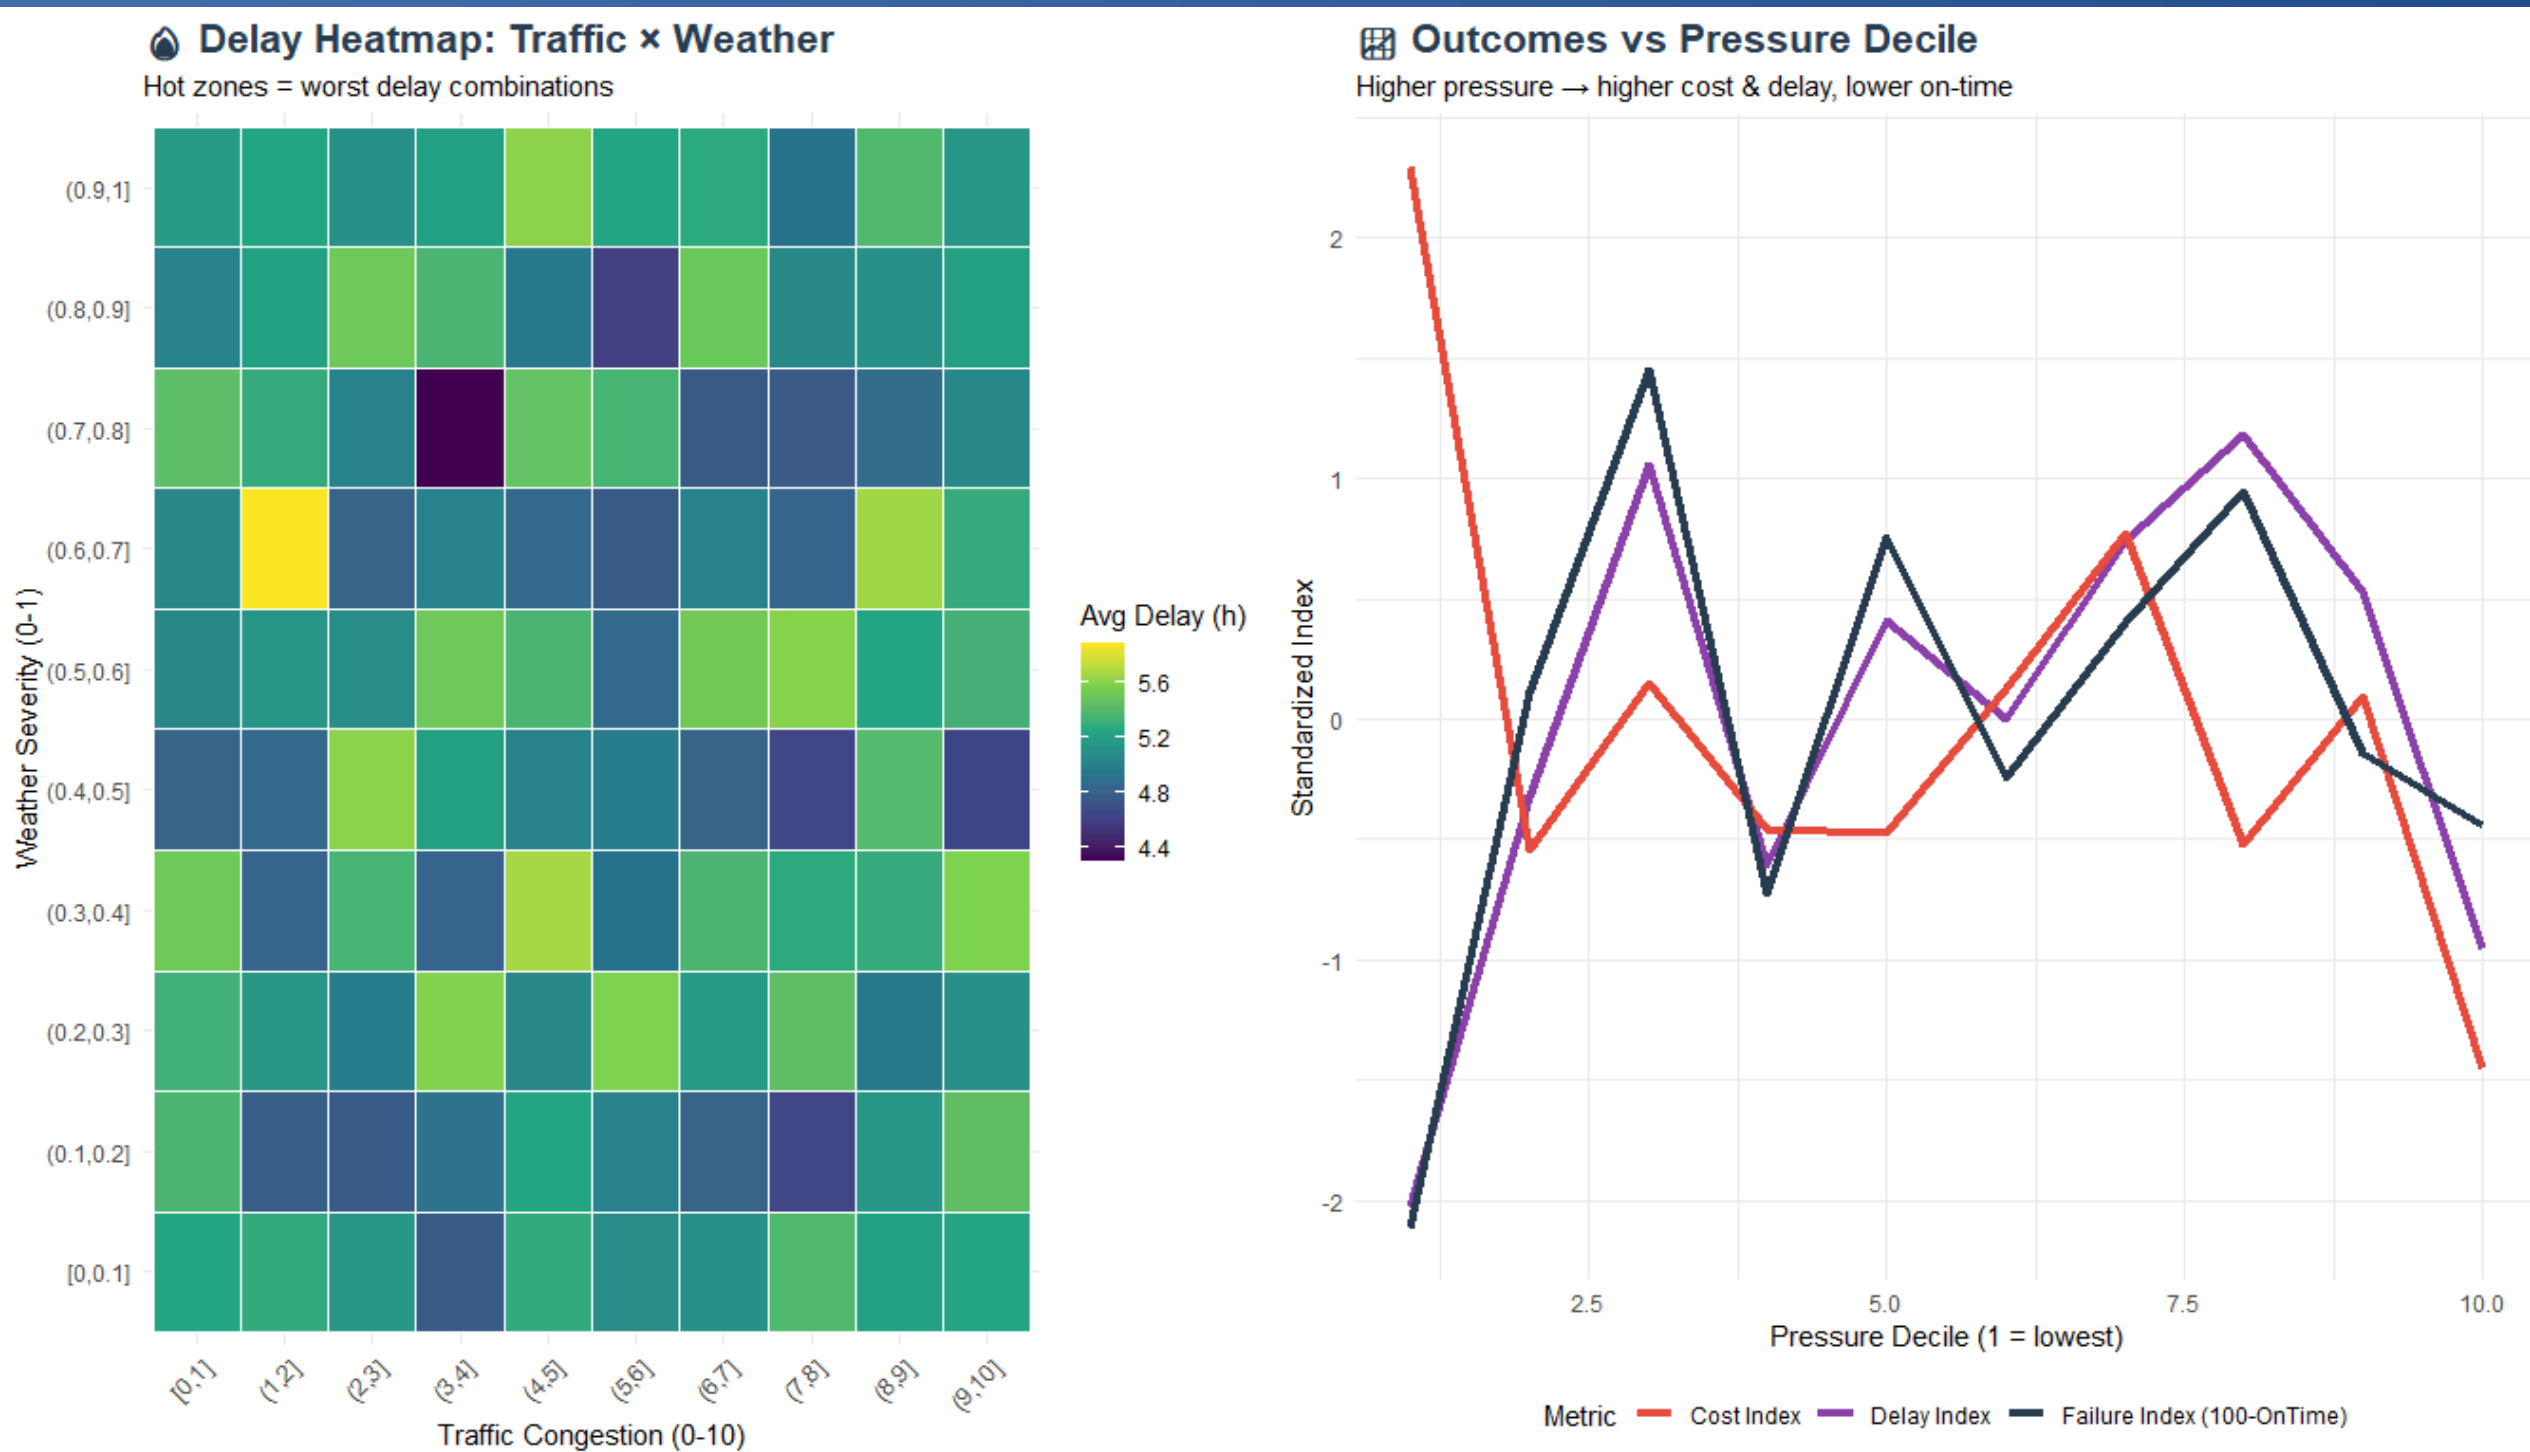 Delay Heatmap: Traffic × Weather
Hot zones = worst delay combinations
Weather Severity (0-1)
(0.9,1]
(0.8,0.9]
(0.7,0.8]
(0.6,0.7]
(0.5,0.6]
(0.4,0.5]
(0.3,0.4]
(0.2,0.3]
(0.1,0.2]
[0,0.1]
[0,1]
(1,2]
(2,3]
(3,4]
(4,5]
(5,6]
(6,7]
(7,8]
(8,9]
(9,10]
Traffic Congestion (0-10)
Avg Delay (h)
5.6
5.2
4.8
4.4
Outcomes vs Pressure Decile
Higher pressure → higher cost & delay, lower on-time
Standardized Index
2
1
0
-1
-2
2.5
5.0
7.5
10.0
Pressure Decile (1 = lowest)
Metric
Cost Index
Delay Index
Failure Index (100-OnTime)